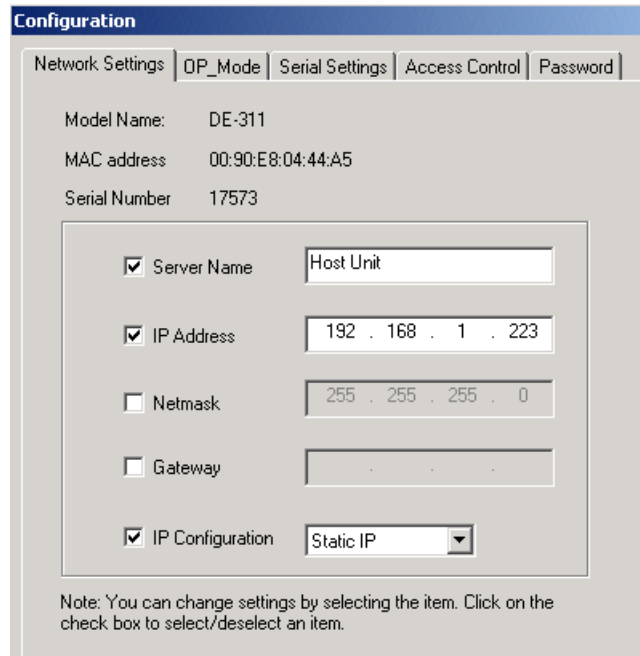 Configuration
Network Settings OP_Mode Serial Settings Access Control Password
Model Name: DE-311
MAC address 00:90:E8:04:44:A5
Serial Number 17573
Server Name Host Unit
IP Address 192 . 168 . 1 . 223
Netmask 255 . 255 . 255 . 0
Gateway . . .
IP Configuration Static IP
Note: You can change settings by selecting the item. Click on the
check box to select/deselect an item.